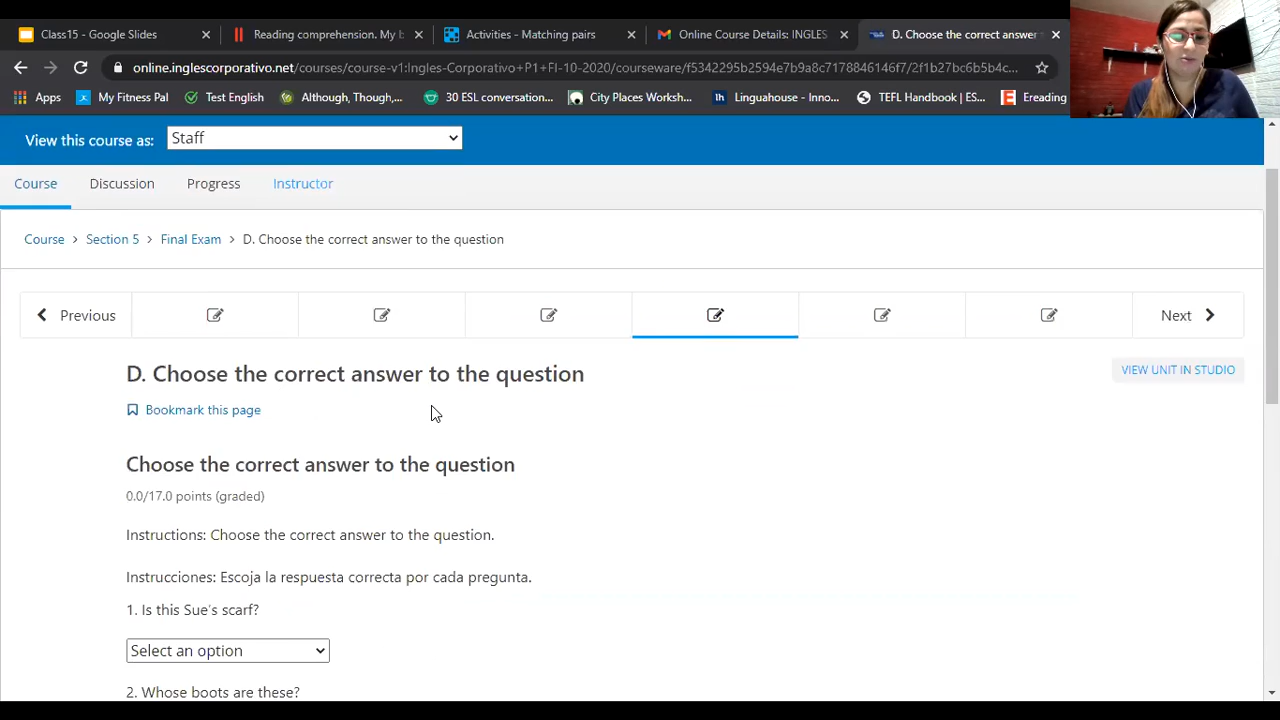 Class15 - Google Slides
Reading comprehension. My b
Activities - Matching pairs
Online Course Details: INGLES
D. Choose the correct answer
online.inglescorporativo.net/courses/course-v1:Ingles-Corporativo+P1+FI-10_2020/courseware/f5342295b2594e7b9a8c7178846146f7/2f1b27bc6b5b4c...
Apps
My Fitness Pal
Test English
Although, Though,...
30 ESL conversation...
City Places Worksh...
Linguahouse - Inno...
TEFL Handbook | ES...
Ereading
View this course as:
Staff
Course
Discussion
Progress
Instructor
Course > Section 5 > Final Exam > D. Choose the correct answer to the question
Previous
Next
D. Choose the correct answer to the question
VIEW UNIT IN STUDIO
Bookmark this page
Choose the correct answer to the question
0.0/17.0 points (graded)
Instructions: Choose the correct answer to the question.
Instrucciones: Escoja la respuesta correcta por cada pregunta.
1. Is this Sue's scarf?
Select an option
2. Whose boots are these?